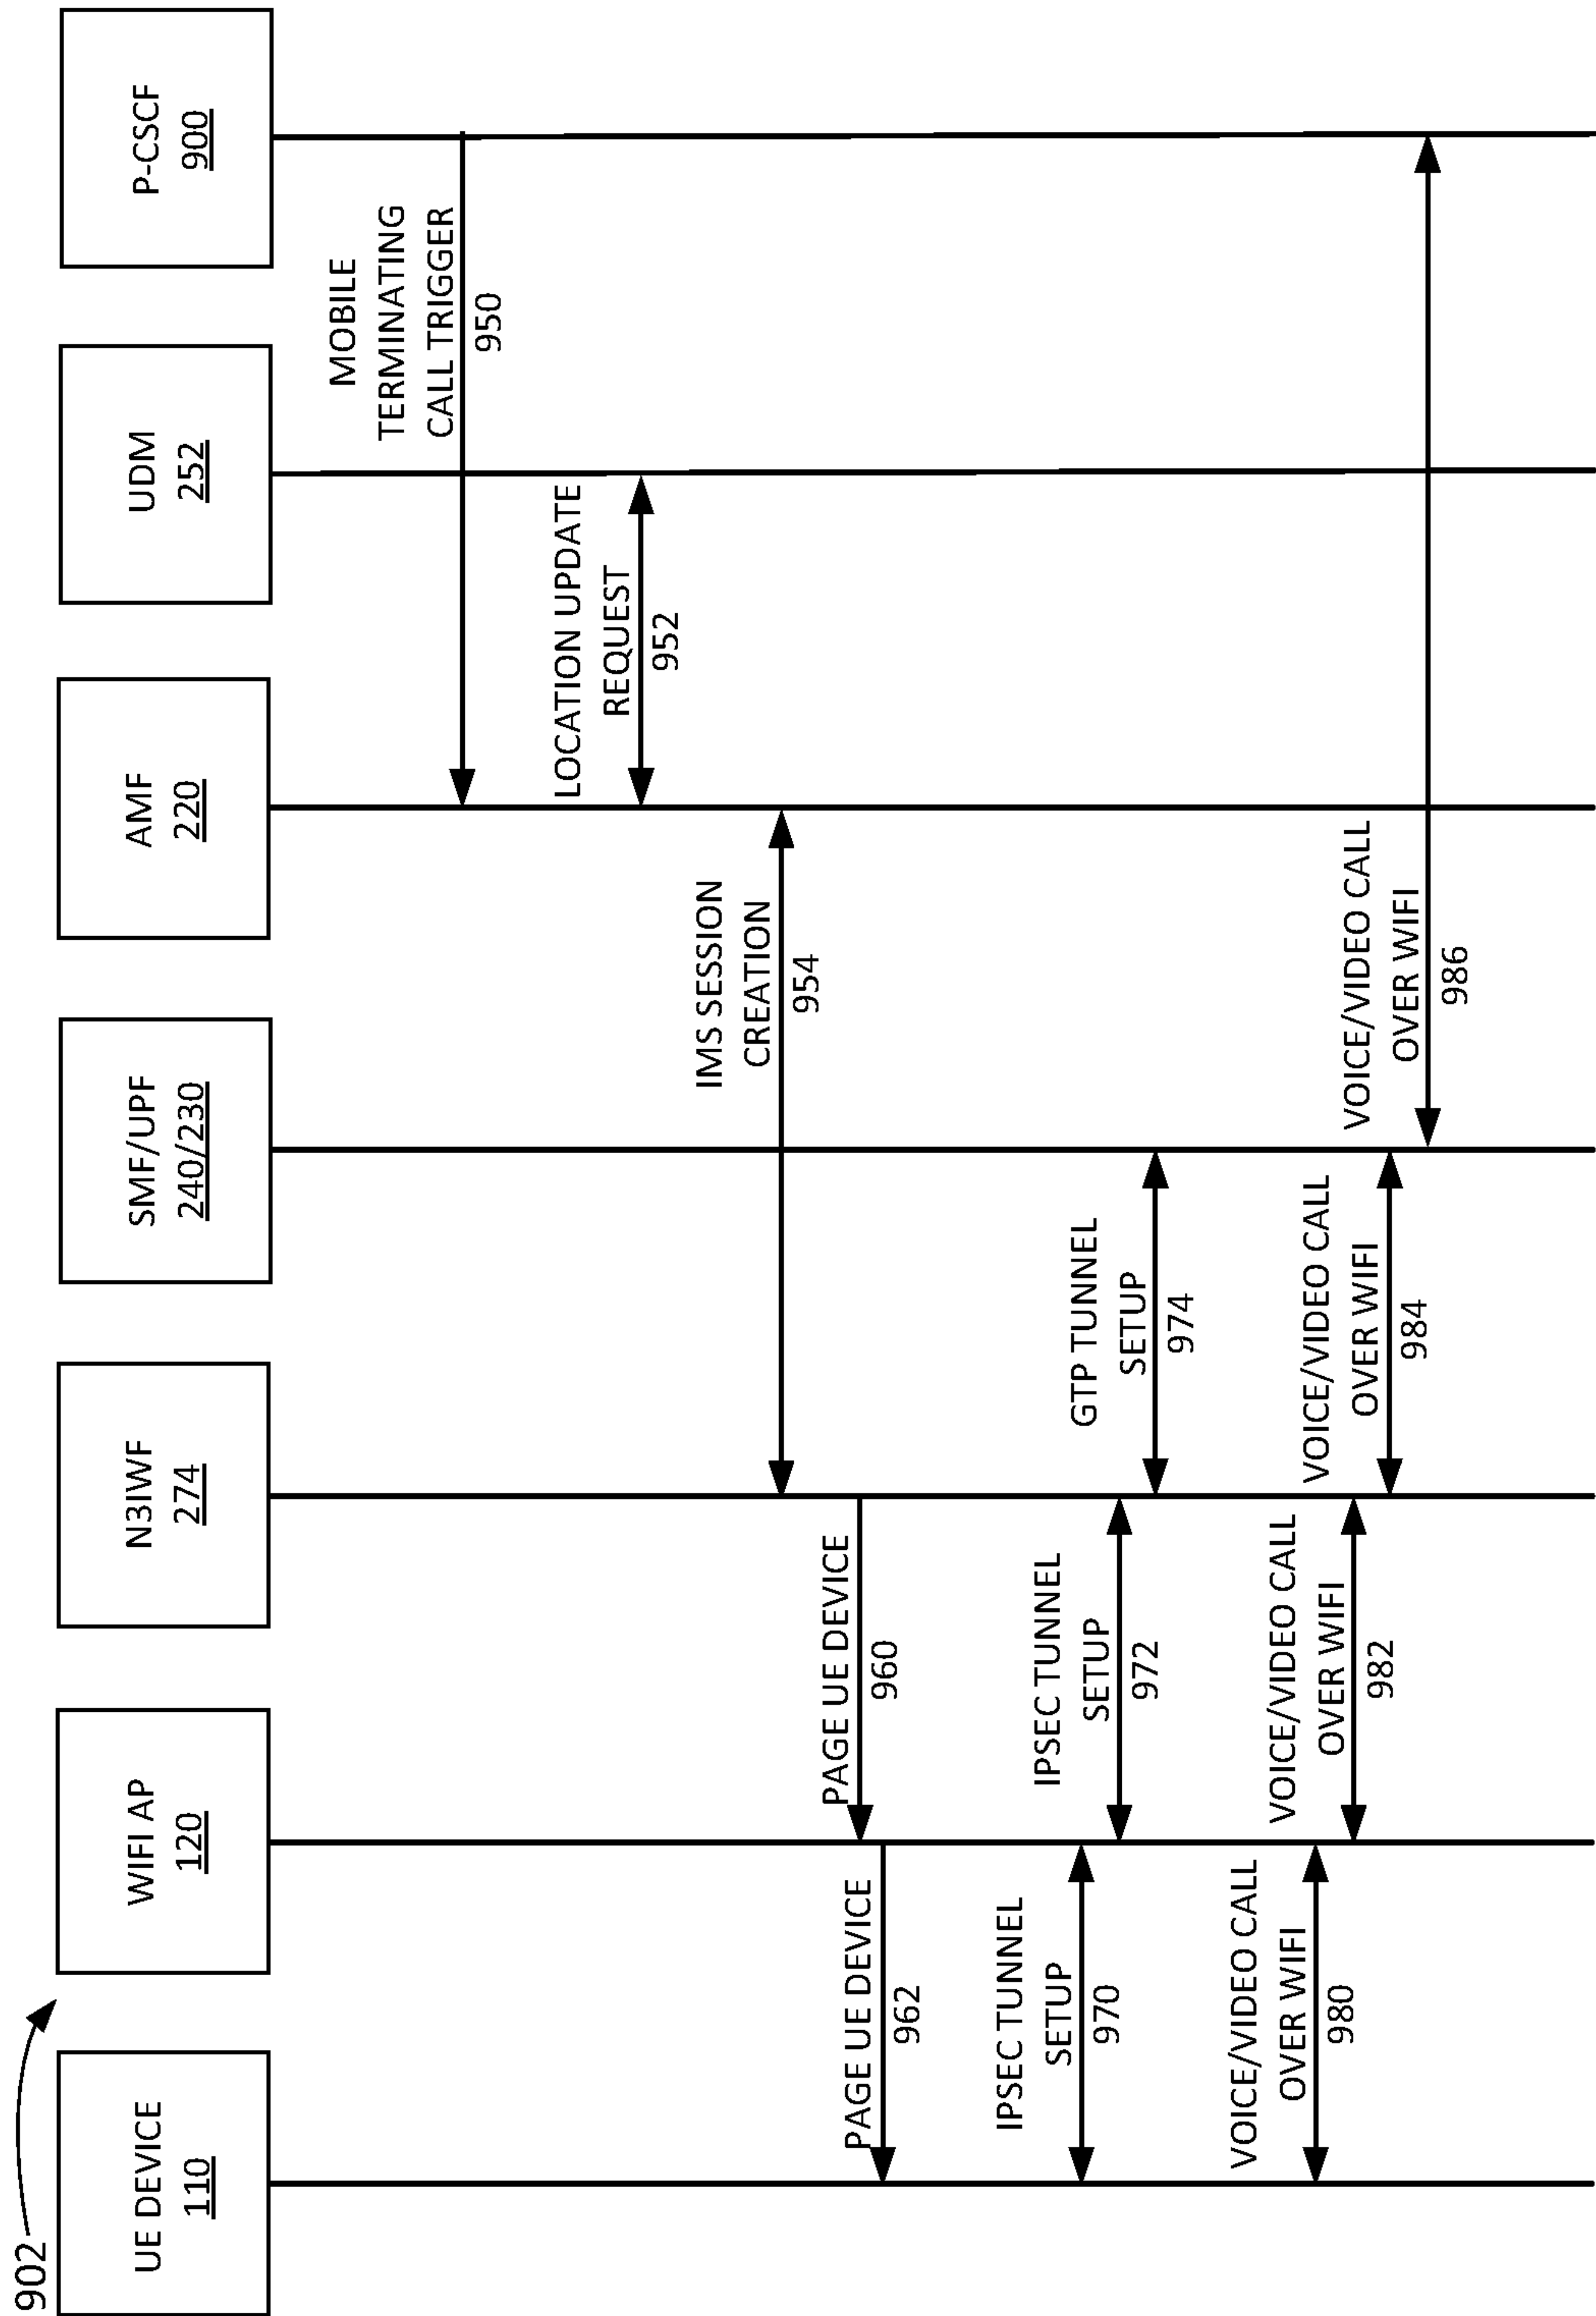 902
UE DEVICE
110
WIFI AP
120
N3IWF
274
SMF/UPF
240/230
AMF
220
UDM
252
P-CSCF
900
MOBILE
TERMINATING
CALL TRIGGER
950
LOCATION UPDATE
REQUEST
952
IMS SESSION
CREATION
954
PAGE UE DEVICE
960
PAGE UE DEVICE
962
IPSEC TUNNEL
SETUP
970
IPSEC TUNNEL
SETUP
972
GTP TUNNEL
SETUP
974
VOICE/VIDEO CALL
OVER WIFI
980
VOICE/VIDEO CALL
OVER WIFI
982
VOICE/VIDEO CALL
OVER WIFI
984
VOICE/VIDEO CALL
OVER WIFI
986